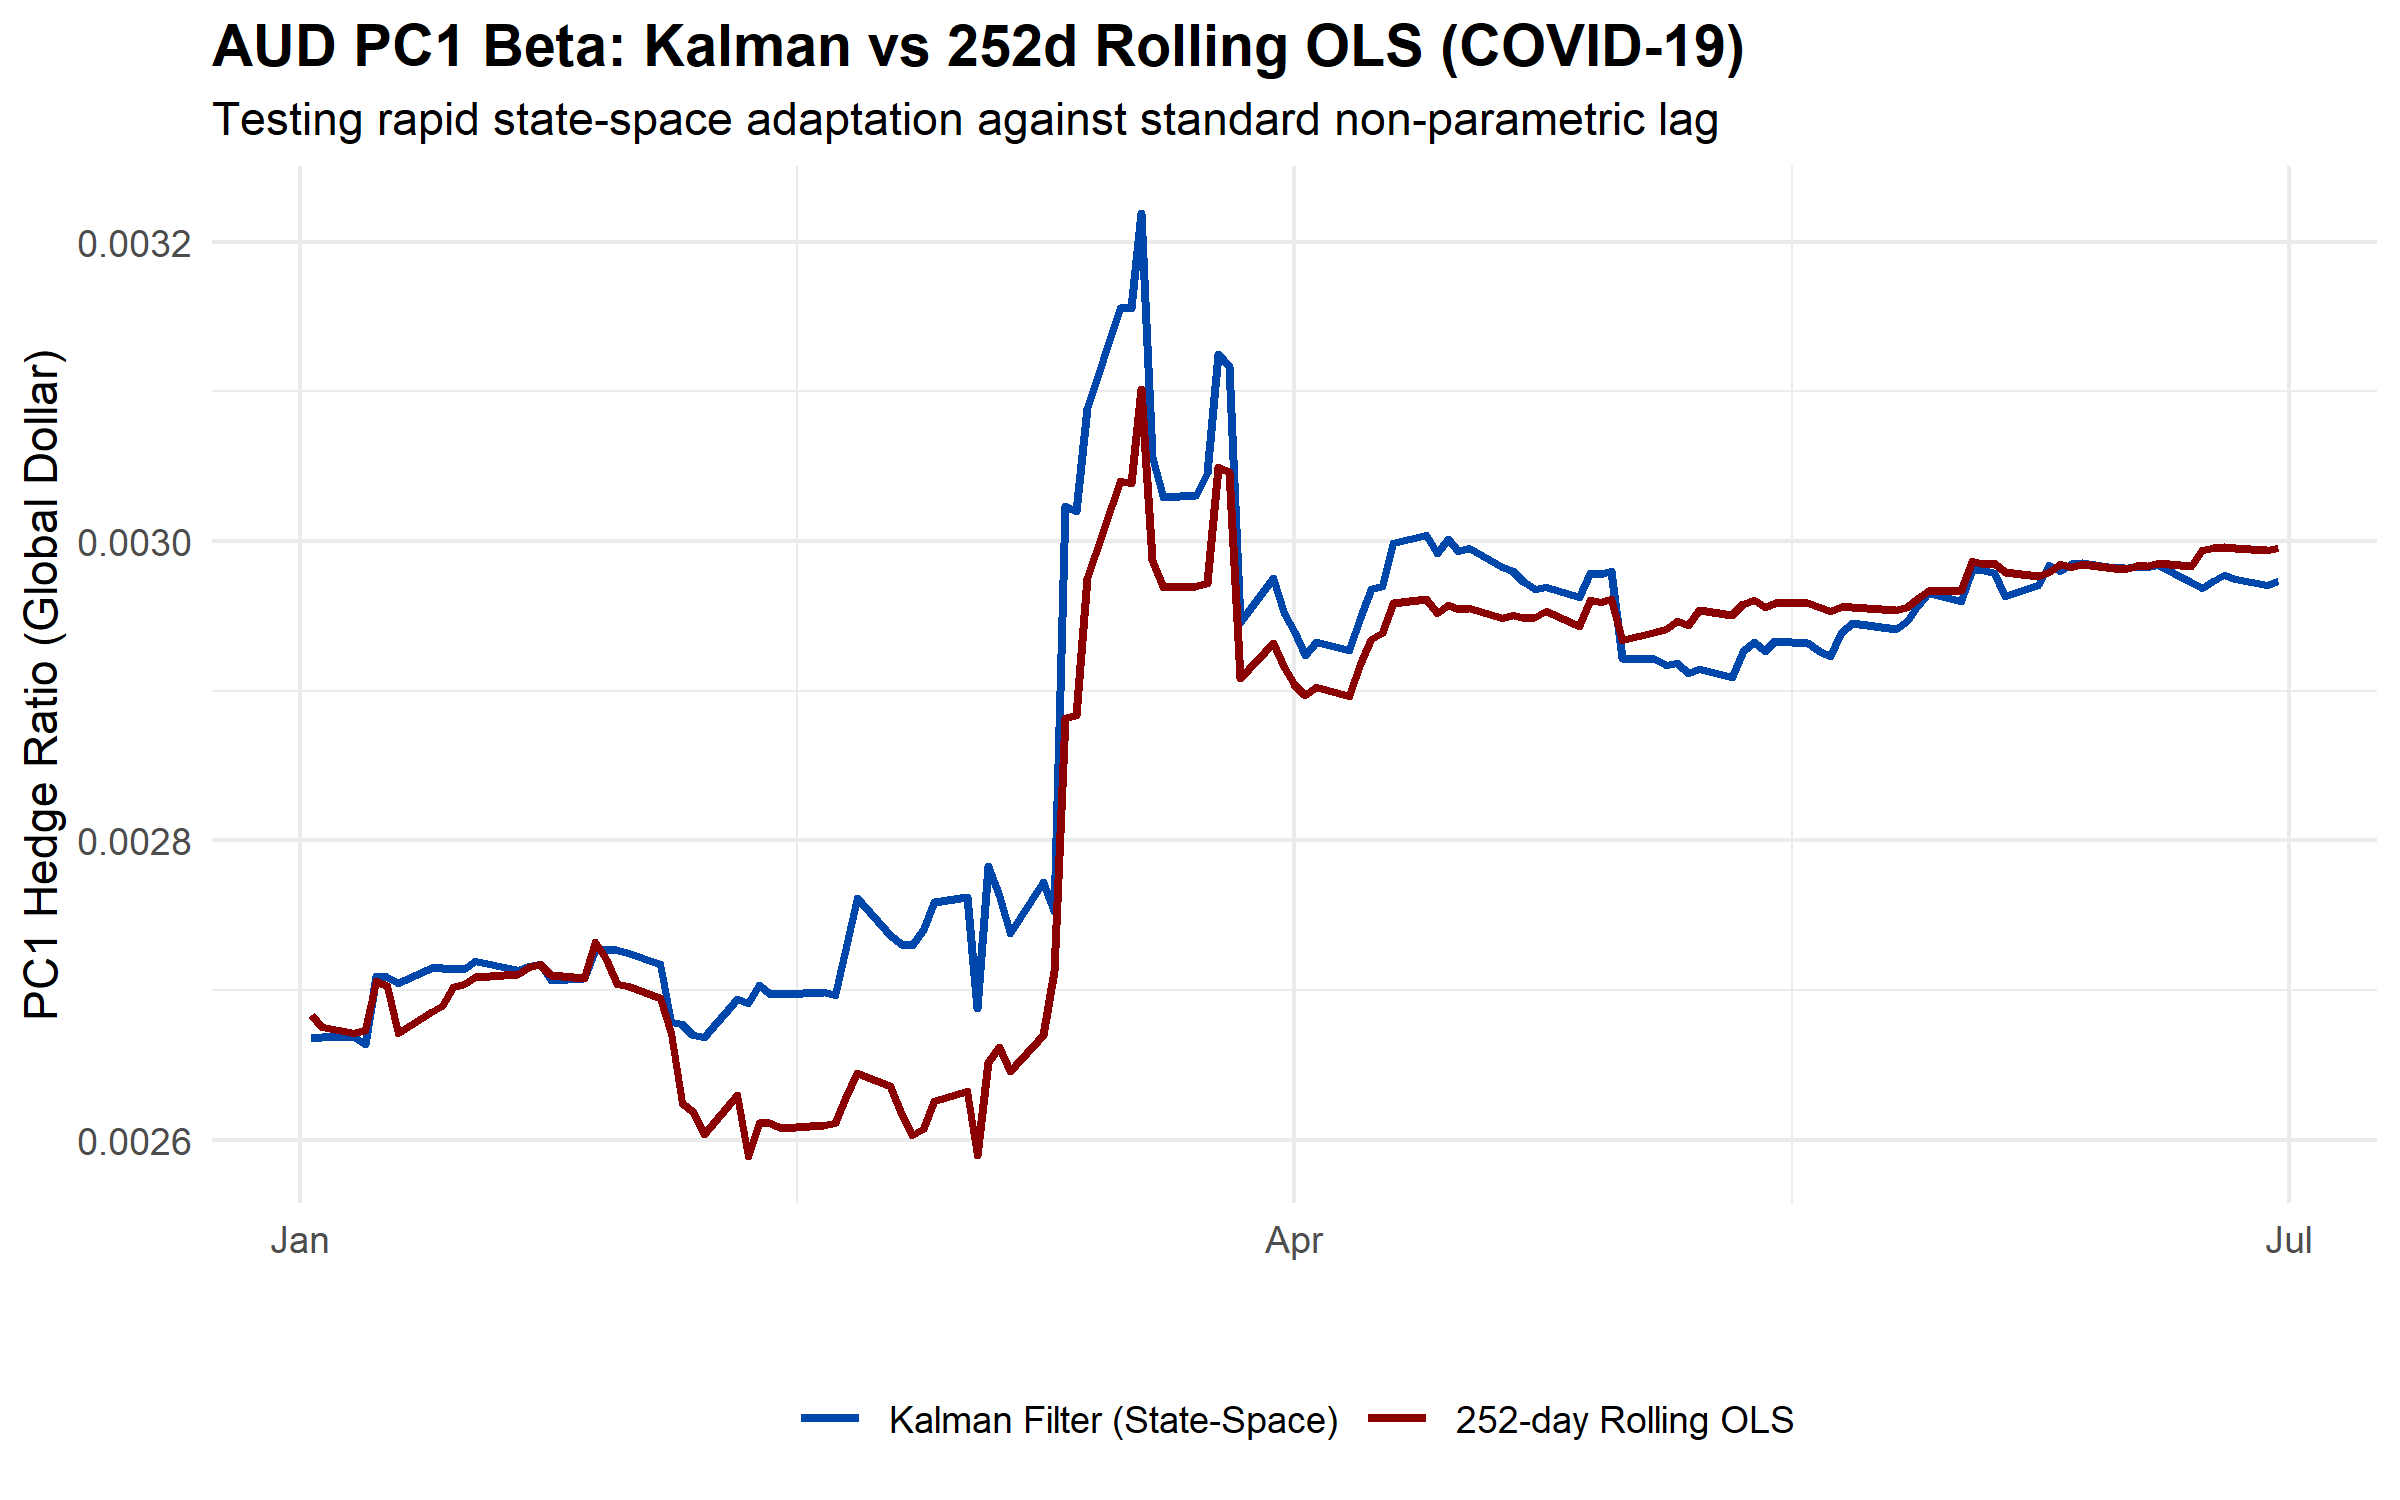 AUD PC1 Beta: Kalman vs 252d Rolling OLS (COVID-19)
Testing rapid state-space adaptation against standard non-parametric lag
PC1 Hedge Ratio (Global Dollar)
0.0032
0.0030
0.0028
0.0026
Jan Apr Jul
Kalman Filter (State-Space) 252-day Rolling OLS